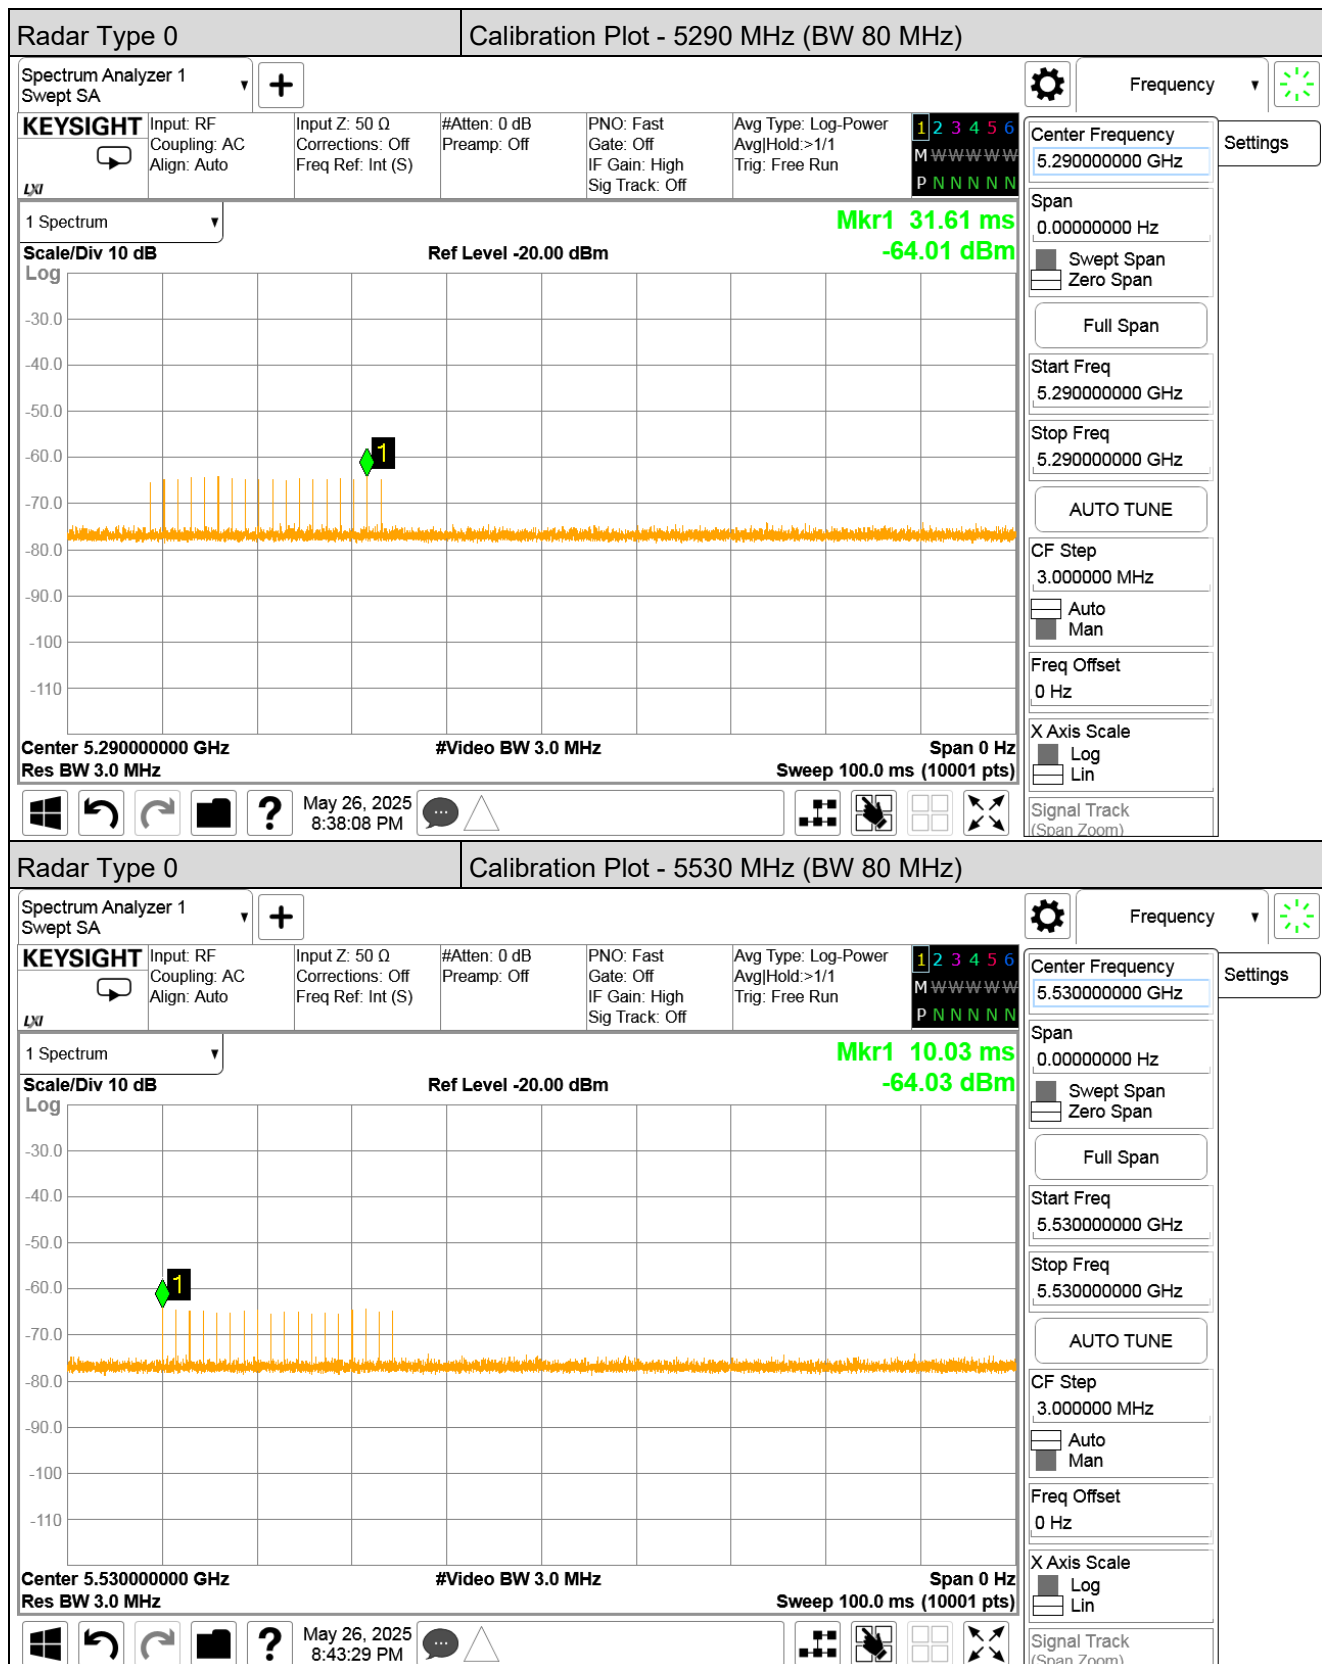 Radar Type 0 Calibration Plot - 5290 MHz (BW 80 MHz)
Spectrum Analyzer 1
Swept SA
+
Frequency
KEYSIGHT Input: RF Input Z: 50 Ω #Atten: 0 dB PNO: Fast Avg Type: Log-Power 1 2 3 4 5 6
Coupling: AC Corrections: Off Preamp: Off Gate: Off Avg|Hold:>1/1 M W W W W W
Align: Auto Freq Ref: Int (S) IF Gain: High Trig: Free Run
LXI Sig Track: Off P N N N N N
1 Spectrum Mkr1 31.61 ms
Scale/Div 10 dB Ref Level -20.00 dBm -64.01 dBm
Log
-30.0
-40.0
-50.0
-60.0
-70.0
-80.0
-90.0
-100
-110
1
Center 5.290000000 GHz #Video BW 3.0 MHz Span 0 Hz
Res BW 3.0 MHz Sweep 100.0 ms (10001 pts)
? May 26, 2025
8:38:08 PM
Center Frequency Settings
5.290000000 GHz
Span
0.00000000 Hz
Swept Span
Zero Span
Full Span
Start Freq
5.290000000 GHz
Stop Freq
5.290000000 GHz
AUTO TUNE
CF Step
3.000000 MHz
Auto
Man
Freq Offset
0 Hz
X Axis Scale
Log
Lin
Signal Track
(Span Zoom)
Radar Type 0 Calibration Plot - 5530 MHz (BW 80 MHz)
Spectrum Analyzer 1
Swept SA
+
Frequency
KEYSIGHT Input: RF Input Z: 50 Ω #Atten: 0 dB PNO: Fast Avg Type: Log-Power 1 2 3 4 5 6
Coupling: AC Corrections: Off Preamp: Off Gate: Off Avg|Hold:>1/1 M W W W W W
Align: Auto Freq Ref: Int (S) IF Gain: High Trig: Free Run
LXI Sig Track: Off P N N N N N
1 Spectrum Mkr1 10.03 ms
Scale/Div 10 dB Ref Level -20.00 dBm -64.03 dBm
Log
-30.0
-40.0
-50.0
-60.0
-70.0
-80.0
-90.0
-100
-110
1
Center 5.530000000 GHz #Video BW 3.0 MHz Span 0 Hz
Res BW 3.0 MHz Sweep 100.0 ms (10001 pts)
? May 26, 2025
8:43:29 PM
Center Frequency Settings
5.530000000 GHz
Span
0.00000000 Hz
Swept Span
Zero Span
Full Span
Start Freq
5.530000000 GHz
Stop Freq
5.530000000 GHz
AUTO TUNE
CF Step
3.000000 MHz
Auto
Man
Freq Offset
0 Hz
X Axis Scale
Log
Lin
Signal Track
(Span Zoom)